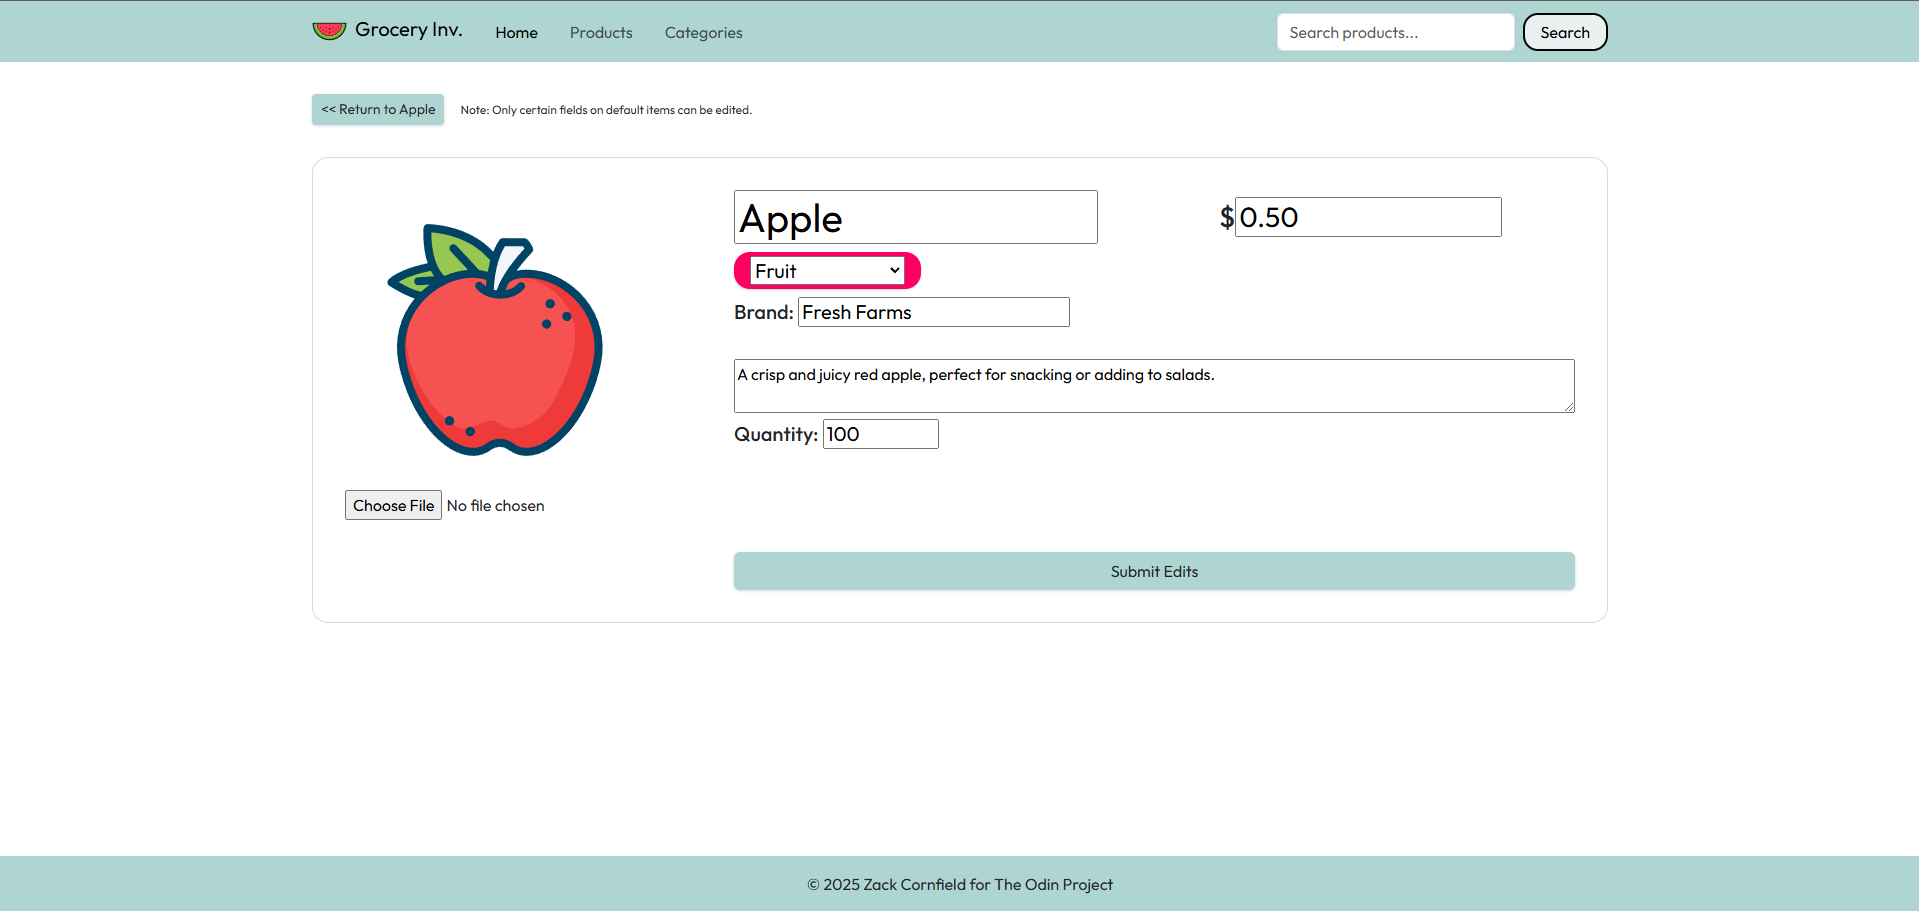 Grocery Inv.
Home
Products
Categories
Search products...
Search
<< Return to Apple
Note: Only certain fields on default items can be edited.
Apple
$0.50
Fruit
Brand: Fresh Farms
A crisp and juicy red apple, perfect for snacking or adding to salads.
Quantity: 100
Choose File No file chosen
Submit Edits
© 2025 Zack Cornfield for The Odin Project